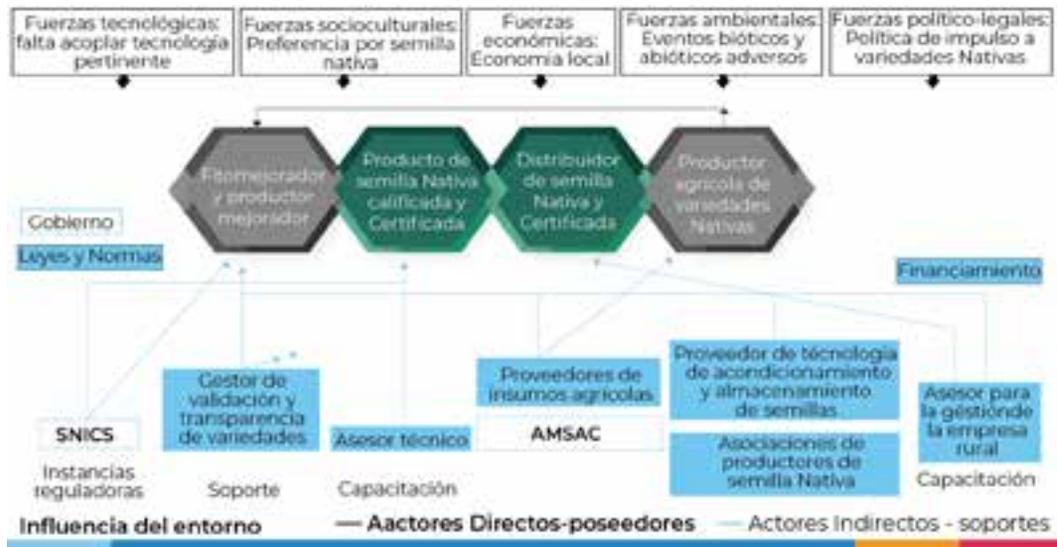 Fuerzas tecnológicas:
falta acoplar tecnología
pertinente
Fuerzas socioculturales:
Preferencia por semilla
nativa
Fuerzas
económicas:
Economía local
Fuerzas ambientales:
Eventos bióticos y
abióticos adversos
Fuerzas político-legales:
Política de impulso a
variedades Nativas
Fitomejorador
y productor
mejorador
Producto de
semilla Nativa
calificada y
Certificada
Distribuidor
de semilla
Nativa y
Certificada
Productor
agrícola de
variedades
Nativas
Gobierno
Leyes y Normas
Financiamiento
Gestor de
validación y
transparencia
de variedades
Proveedores de
insumos agrícolas
Proveedor de técnología
de acondicionamiento
y almacenamiento
de semillas
Asesor para
la géstiónde
la empresa
rural
SNICS
Asesor técnico
AMSAC
Asociaciones de
productores de
semilla Nativa
Instancias
reguladoras
Soporte
Capacitación
Capacitación
Influencia del entorno
Aactores Directos-poseedores
Actores Indirectos - soportes